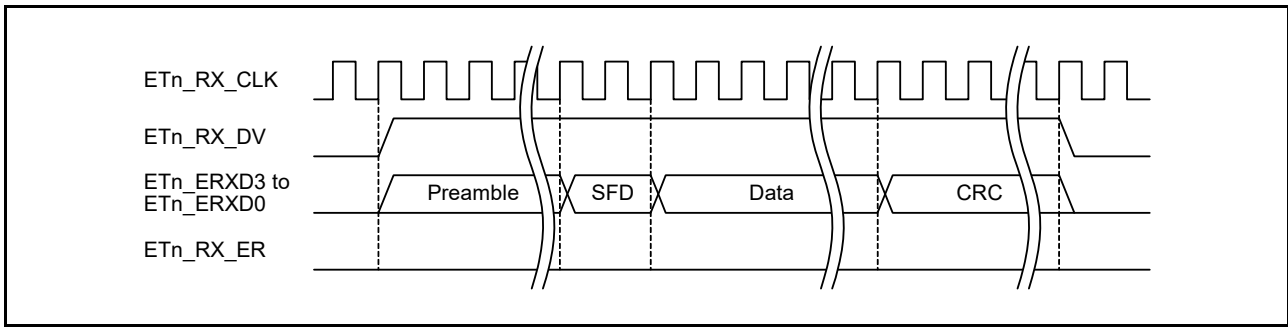 ETn_RX_CLK
ETn_RX_DV
ETn_ERXD3 to
ETn_ERXD0
Preamble
SFD
Data
CRC
ETn_RX_ER